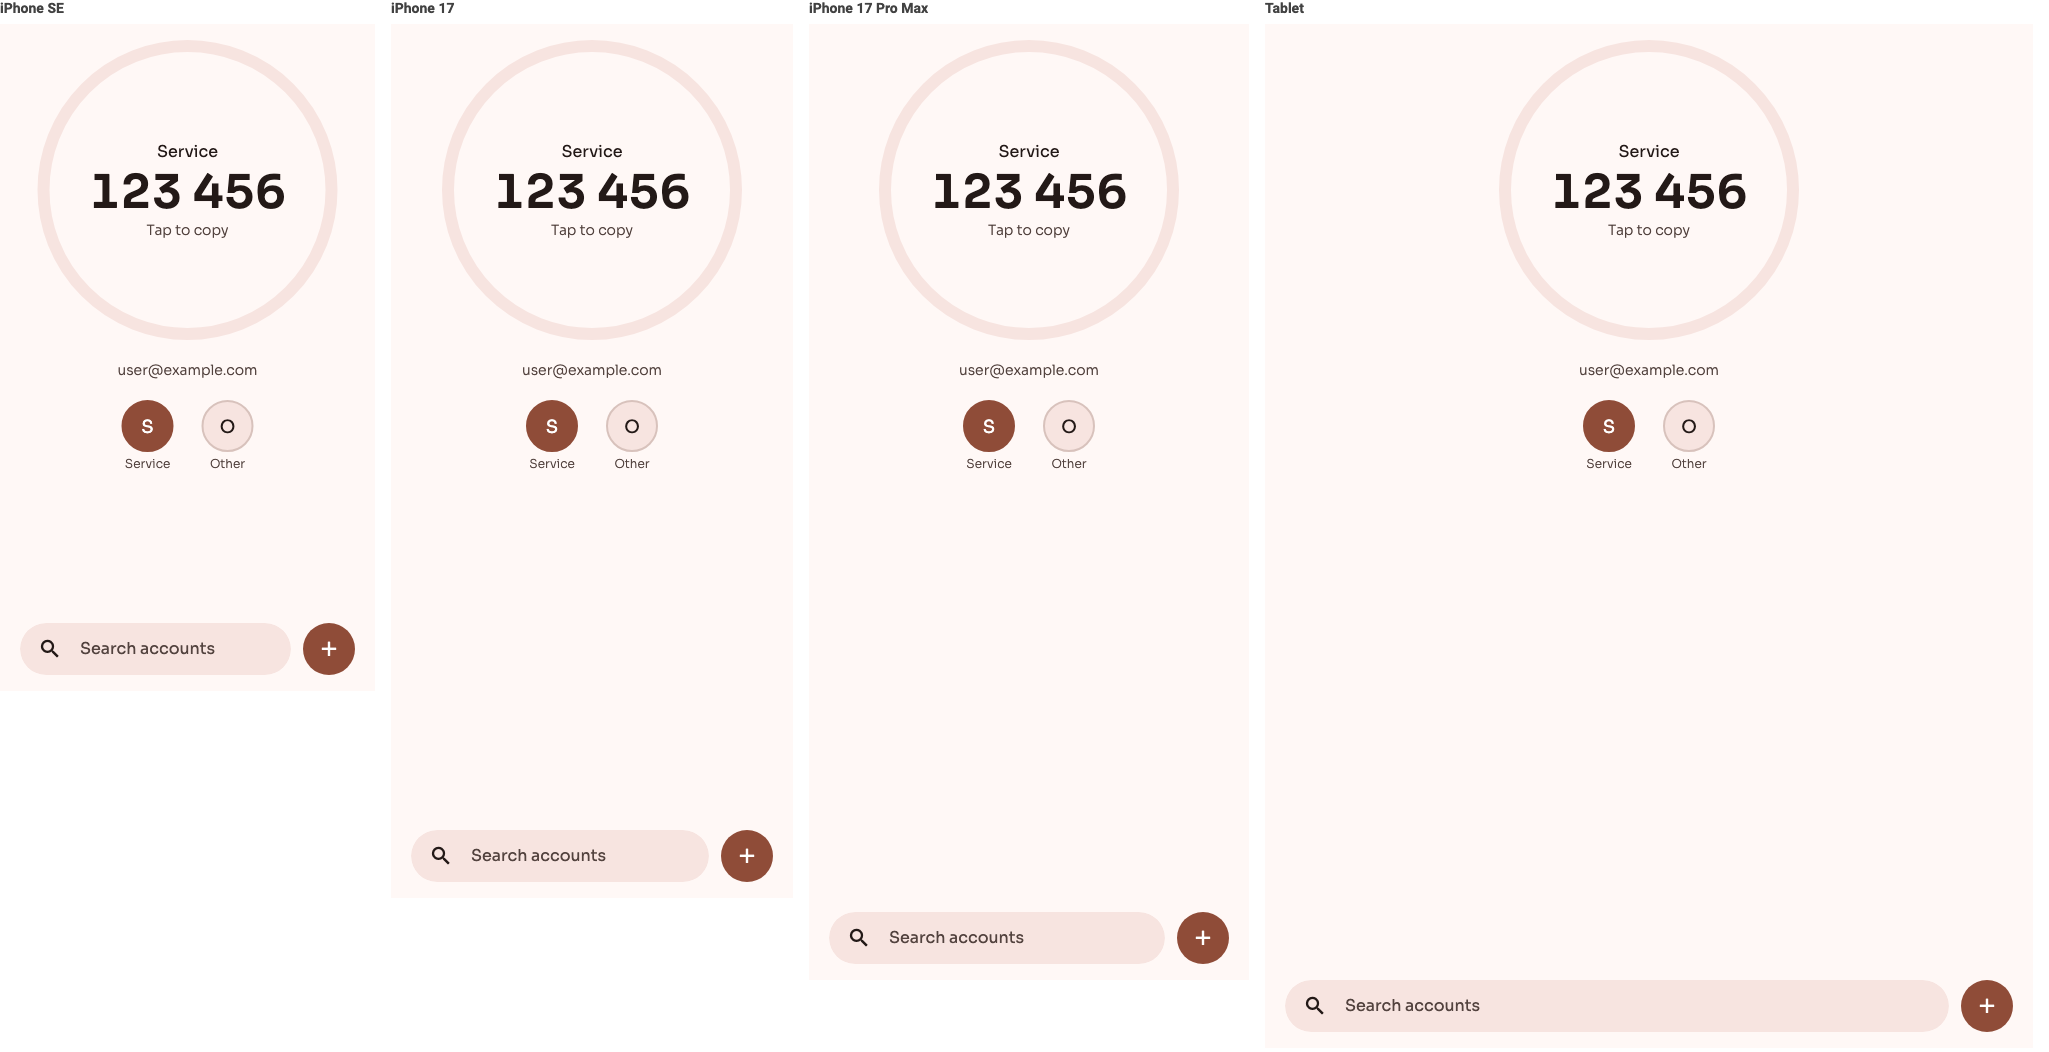 iPhone SE
Service
123 456
Tap to copy
user@example.com
S
O
Service
Other
Search accounts
+
iPhone 17
Service
123 456
Tap to copy
user@example.com
S
O
Service
Other
Search accounts
+
iPhone 17 Pro Max
Service
123 456
Tap to copy
user@example.com
S
O
Service
Other
Search accounts
+
Tablet
Service
123 456
Tap to copy
user@example.com
S
O
Service
Other
Search accounts
+